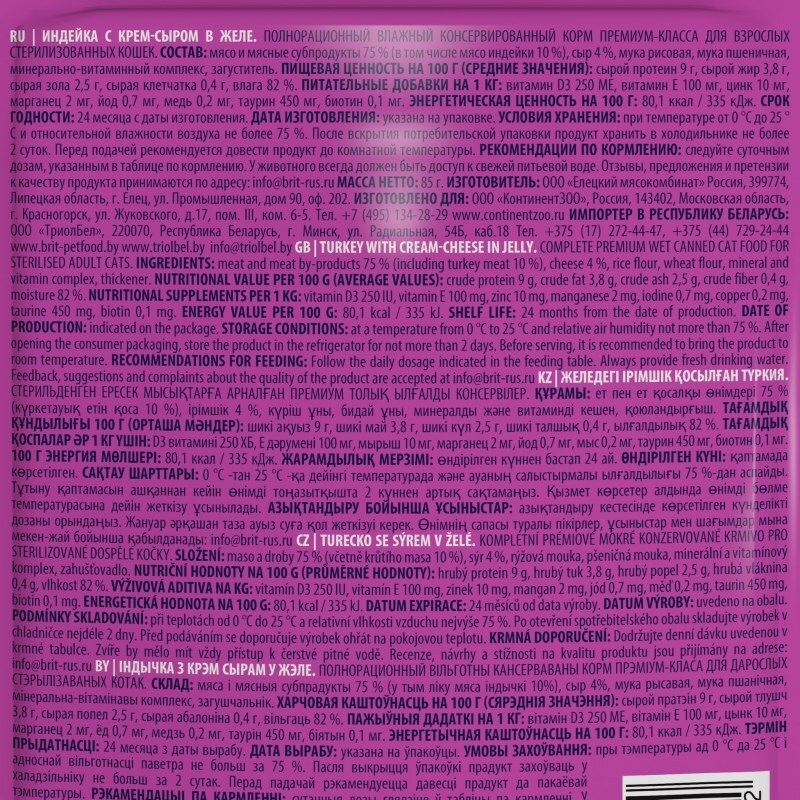 RU | ИНДЕЙКА С КРЕМ-СЫРОМ В ЖЕЛЕ. ПОЛНОРАЦИОННЫЙ ВЛАЖНЫЙ КОНСЕРВИРОВАННЫЙ КОРМ ПРЕМИУМ-КЛАССА ДЛЯ ВЗРОСЛЫХ
СТЕРИЛИЗОВАННЫХ КОШЕК. СОСТАВ: мясо и мясные субпродукты 75 % (в том числе мясо индейки 10 %), сыр 4 %, мука рисовая, мука пшеничная,
минерально-витаминный комплекс, загуститель. ПИЩЕВАЯ ЦЕННОСТЬ НА 100 Г (СРЕДНИЕ ЗНАЧЕНИЯ): сырой протеин 9 г, сырой жир 3,8 г,
сырая зола 2,5 г, сырая клетчатка 0,4 г, влага 82 %. ПИТАТЕЛЬНЫЕ ДОБАВКИ НА 1 КГ: витамин D3 250 МЕ, витамин Е 100 мг, цинк 10 мг,
марганец 2 мг, йод 0,7 мг, медь 0,2 мг, таурин 450 мг, биотин 0,1 мг. ЭНЕРГЕТИЧЕСКАЯ ЦЕННОСТЬ НА 100 Г: 80,1 ккал / 335 кДж. СРОК
ГОДНОСТИ: 24 месяца с даты изготовления. ДАТА ИЗГОТОВЛЕНИЯ: указана на упаковке. УСЛОВИЯ ХРАНЕНИЯ: при температуре от 0 °С до 25 °
С и относительной влажности воздуха не более 75 %. После вскрытия потребительской упаковки продукт хранить в холодильнике не более
2 суток. Перед подачей рекомендуется довести продукт до комнатной температуры. РЕКОМЕНДАЦИИ ПО КОРМЛЕНИЮ: следуйте суточным
дозам, указанным в таблице по кормлению. У животного всегда должен быть доступ к свежей питьевой воде. Отзывы, предложения и претензии
к качеству продукта принимаются по адресу: info@brit-rus.ru МАССА НЕТТО: 85 г. ИЗГОТОВИТЕЛЬ: ООО «Елецкий мясокомбинат» Россия, 399774,
Липецкая область, г. Елец, ул. Промышленная, дом 90, оф. 202. ИЗГОТОВЛЕНО ДЛЯ: ООО «КонтинентЗОО», Россия, 143402, Московская область,
г. Красногорск, ул. Жуковского, д.17, пом. III, ком. 6-5. Тел. +7 (495) 134-28-29 www.continentzoo.ru ИМПОРТЕР В РЕСПУБЛИКУ БЕЛАРУСЬ:
ООО «ТриолБел», 220070, Республика Беларусь, г. Минск, ул. Радиальная, 54Б, каб.18 Тел. +375 (17) 272-44-47, +375 (44) 729-24-44
www.brit-petfood.by www.triolbel.by info@triolbel.by GB | TURKEY WITH CREAM-CHEESE IN JELLY. COMPLETE PREMIUM WET CANNED CAT FOOD FOR
STERILISED ADULT CATS. INGREDIENTS: meat and meat by-products 75 % (including turkey meat 10 %), cheese 4 %, rice flour, wheat flour, mineral and
vitamin complex, thickener. NUTRITIONAL VALUE PER 100 G (AVERAGE VALUES): crude protein 9 g, crude fat 3,8 g, crude ash 2,5 g, crude fiber 0,4 g,
moisture 82 %. NUTRITIONAL SUPPLEMENTS PER 1 KG: vitamin D3 250 IU, vitamin E 100 mg, zinc 10 mg, manganese 2 mg, iodine 0,7 mg, copper 0,2 mg,
taurine 450 mg, biotin 0,1 mg. ENERGY VALUE PER 100 G: 80,1 kcal / 335 kJ. SHELF LIFE: 24 months from the date of production. DATE OF
PRODUCTION: indicated on the package. STORAGE CONDITIONS: at a temperature from 0 °C to 25 °C and relative air humidity not more than 75 %. After
opening the consumer packaging, store the product in the refrigerator for not more than 2 days. Before serving, it is recommended to bring the product to
room temperature. RECOMMENDATIONS FOR FEEDING: Follow the daily dosage indicated in the feeding table. Always provide fresh drinking water.
Feedback, suggestions and complaints about the quality of the product are accepted at info@brit-rus.ru KZ | ЖЕЛЕДЕГІ ІРІМШІК ҚОСЫЛҒАН ТҮРКИЯ.
СТЕРИЛЬДЕНГЕН ЕРЕСЕК МЫСЫҚТАРҒА АРНАЛҒАН ПРЕМИУМ ТОЛЫҚ ЫЛҒАЛДЫ КОНСЕРВІЛЕР. ҚҰРАМЫ: ет пен ет қосалқы өнімдері 75 %
(күркетауық етін қоса 10 %), ірімшік 4 %, күріш ұны, бидай ұны, минералды және витаминді кешен, қоюландырғыш. ТАҒАМДЫҚ
ҚҰНДЫЛЫҒЫ 100 Г (ОРТАША МӘНДЕР): шикі ақуыз 9 г, шикі май 3,8 г, шикі күл 2,5 г, шикі талшық 0,4 г, ылғалдылық 82 %. ТАҒАМДЫҚ
ҚОСПАЛАР ӘР 1 КГ ҮШІН: D3 витамині 250 ХБ, Е дәрумені 100 мг, мырыш 10 мг, марганец 2 мг, йод 0,7 мг, мыс 0,2 мг, таурин 450 мг, биотин 0,1 мг.
100 Г ЭНЕРГИЯ МӨЛШЕРІ: 80,1 ккал / 335 кДж. ЖАРАМДЫЛЫҚ МЕРЗІМІ: өндірілген күннен бастап 24 ай. ӨНДІРІЛГЕН КҮНІ: қаптамада
көрсетілген. САҚТАУ ШАРТТАРЫ: 0 °С -тан 25 °С -қа дейінгі температурада және ауаның салыстырмалы ылғалдылығы 75 %-дан аспайды.
Тұтыну қаптамасын ашқаннан кейін өнімді тоңазытқышта 2 күннен артық сақтамаңыз. Қызмет көрсетер алдында өнімді бөлме
температурасына дейін жеткізу ұсынылады. АЗЫҚТАНДЫРУ БОЙЫНША ҰСЫНЫСТАР: азықтандыру кестесінде көрсетілген күнделікті
дозаны орындаңыз. Жануар әрқашан таза ауыз суға қол жеткізуі керек. Өнімнің сапасы туралы пікірлер, ұсыныстар мен шағымдар мына
мекен-жай бойынша қабылданады: info@brit-rus.ru CZ | TURECKO SE SÝREM V ŽELÉ. KOMPLETNÍ PRÉMIOVÉ MOKRÉ KONZERVOVANÉ KRMIVO PRO
STERILIZOVANÉ DOSPĚLÉ KOČKY. SLOŽENÍ: maso a droby 75 % (včetně krůtího masa 10 %), sýr 4 %, rýžová mouka, pšeničná mouka, minerální a vitamínový
komplex, zahušťovadlo. NUTRIČNÍ HODNOTY NA 100 G (PRŮMĚRNÉ HODNOTY): hrubý protein 9 g, hrubý tuk 3,8 g, hrubý popel 2,5 g, hrubá vláknina
0,4 g, vlhkost 82 %. VÝŽIVOVÁ ADITIVA NA KG: vitamín D3 250 IU, vitamín E 100 mg, zinek 10 mg, mangan 2 mg, jód 0,7 mg, měď 0,2 mg, taurin 450 mg,
biotin 0,1 mg. ENERGETICKÁ HODNOTA NA 100 G: 80,1 kcal / 335 kJ. DATUM EXPIRACE: 24 měsíců od data výroby. DATUM VÝROBY: uvedeno na obalu.
PODMÍNKY SKLADOVÁNÍ: při teplotách od 0 °C do 25 °C a relativní vlhkosti vzduchu nejvýše 75 %. Po otevření spotřebitelského obalu skladujte výrobek v
chladničce nejdéle 2 dny. Před podáváním se doporučuje výrobek ohřát na pokojovou teplotu. KRMNÁ DOPORUČENÍ: Dodržujte denní dávku uvedenou v
krmné tabulce. Zvíře by mělo mít vždy přístup k čerstvé pitné vodě. Recenze, návrhy a stížnosti na kvalitu produktu jsou přijímány na adrese:
info@brit-rus.ru BY | ІНДЫЧКА З КРЭМ СЫРАМ У ЖЭЛЕ. ПОЛНОРАЦИОННЫЙ ВІЛЬГОТНЫ КАНСЕРВАВАНЫ КОРМ ПРЭМІУМ-КЛАСА ДЛЯ ДАРОСЛЫХ
СТЭРЫЛІЗАВАНЫХ КОТАК. СКЛАД: мяса і мясныя субпрадукты 75 % (у тым ліку мяса індычкі 10%), сыр 4%, мука рысавая, мука пшанічная,
мінеральна-вітамінавы комплекс, загушчальнік. ХАРЧОВАЯ КАШТОЎНАСЦЬ НА 100 Г (СЯРЭДНІЯ ЗНАЧЭННІ): сырой пратэін 9 г, сырой тлушч
3,8 г, сырая попел 2,5 г, сырая абалоніна 0,4 г, вільгаць 82 %. ПАЖЫЎНЫЯ ДАДАТКІ НА 1 КГ: вітамін D3 250 МЕ, вітамін Е 100 мг, цынк 10 мг,
марганец 2 мг, ёд 0,7 мг, медзь 0,2 мг, таурін 450 мг, біятын 0,1 мг. ЭНЕРГЕТЫЧНАЯ КАШТОЎНАСЦЬ НА 100 Г: 80,1 ккал / 335 кДж. ТЭРМІН
ПРЫДАТНАСЦІ: 24 месяца з даты вырабу. ДАТА ВЫРАБУ: указана на ўпакоўцы. УМОВЫ ЗАХОЎВАННЯ: пры тэмпературы ад 0 °С да 25 °С і
адноснай вільготнасці паветра не больш за 75 %. Пасля выкрыцця ўпакоўкі прадукт захоўваць у
халадзільніку не больш за 2 сутак. Перад падачай рэкамендуецца давесці прадукт да пакаёвай
тэмпературы. РЭКАМЕНДАЦЫІ ПА КАРМЛЕННІ: